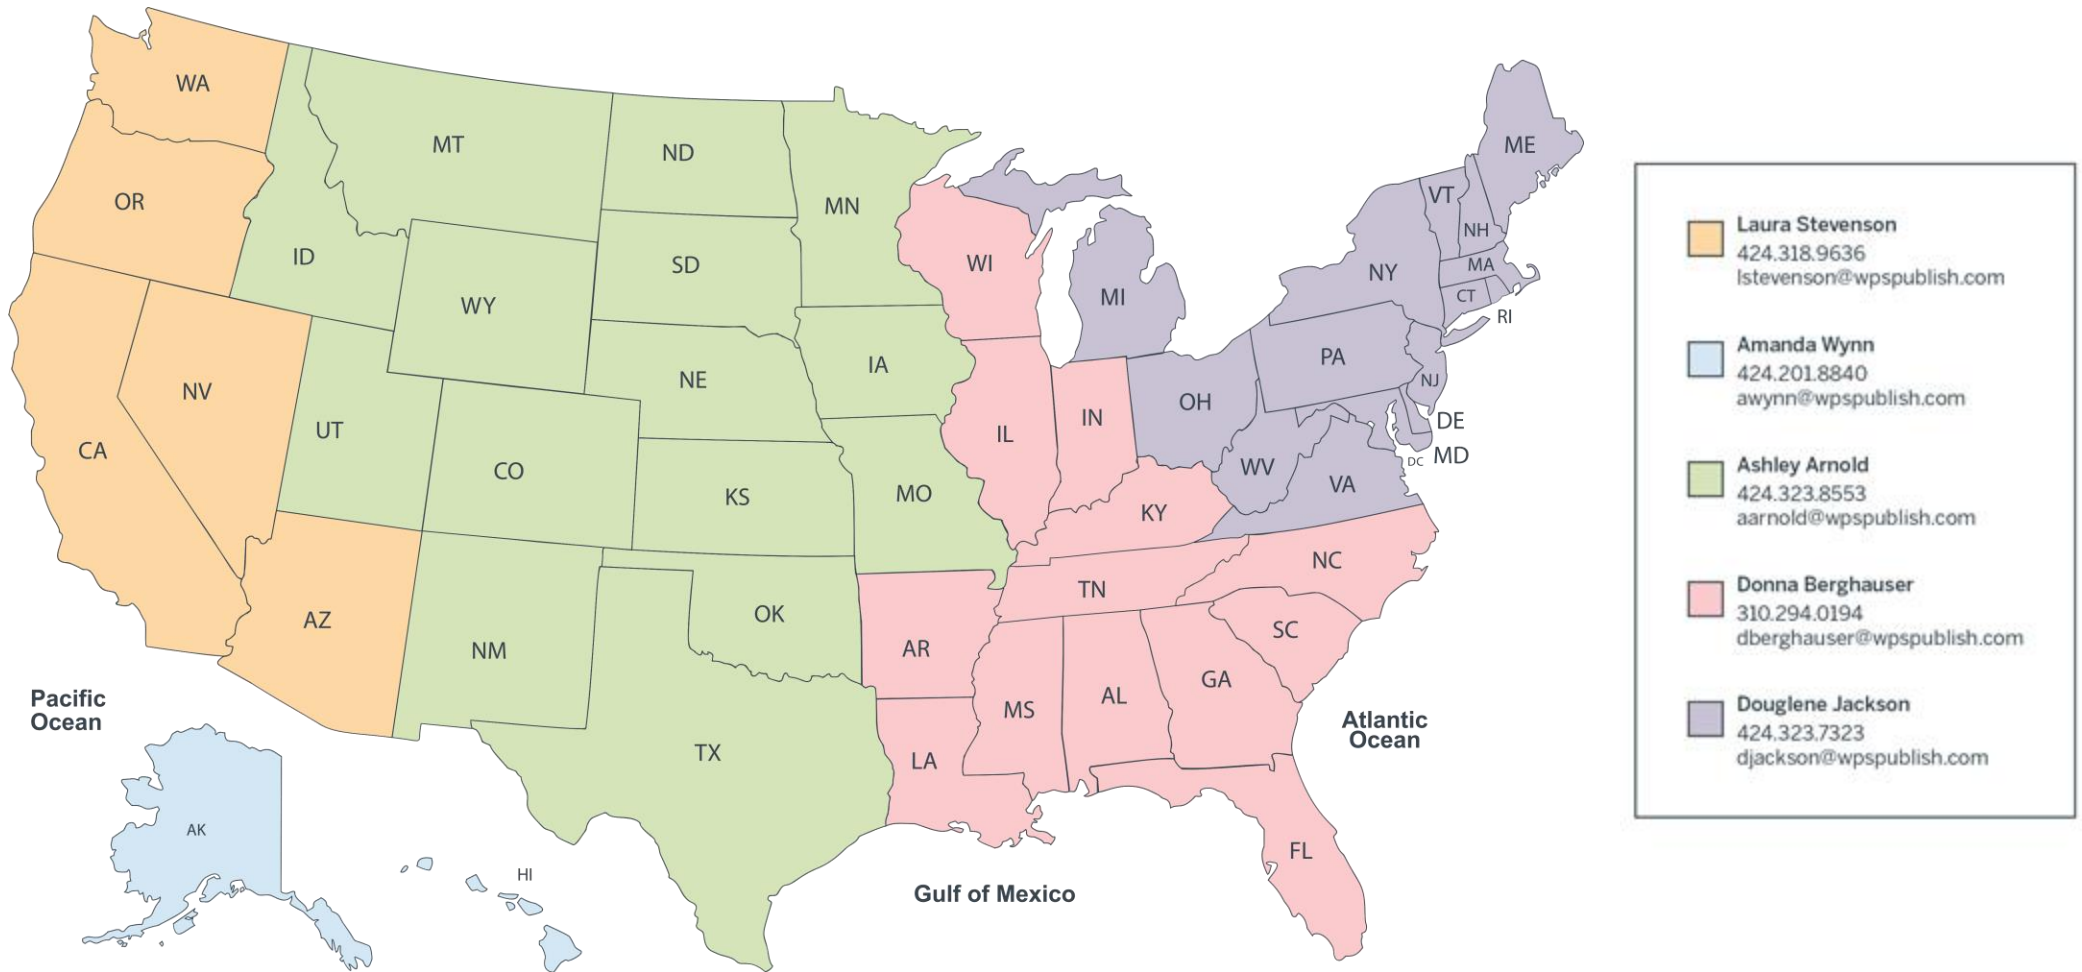 WA
MT
ND
ME
OR
MN
VT
ID
NH
SD
WI
MA
NY
WY
MI
CT
RI
IA
PA
NE
NV
NJ
OH
IN
UT
DE
IL
CA
MD
DC
CO
WV
MO
VA
KS
KY
NC
TN
OK
AZ
SC
AR
NM
GA
AL
MS
Pacific
Ocean
Atlantic
Ocean
TX
LA
AK
FL
HI
Gulf of Mexico
Laura Stevenson
424.318.9636
lstevenson@wpspublish.com
Amanda Wynn
424.201.8840
awynn@wpspublish.com
Ashley Arnold
424.323.8553
aarnold@wpspublish.com
Donna Berghauser
310.294.0194
dberghauser@wpspublish.com
Douglene Jackson
424.323.7323
djackson@wpspublish.com